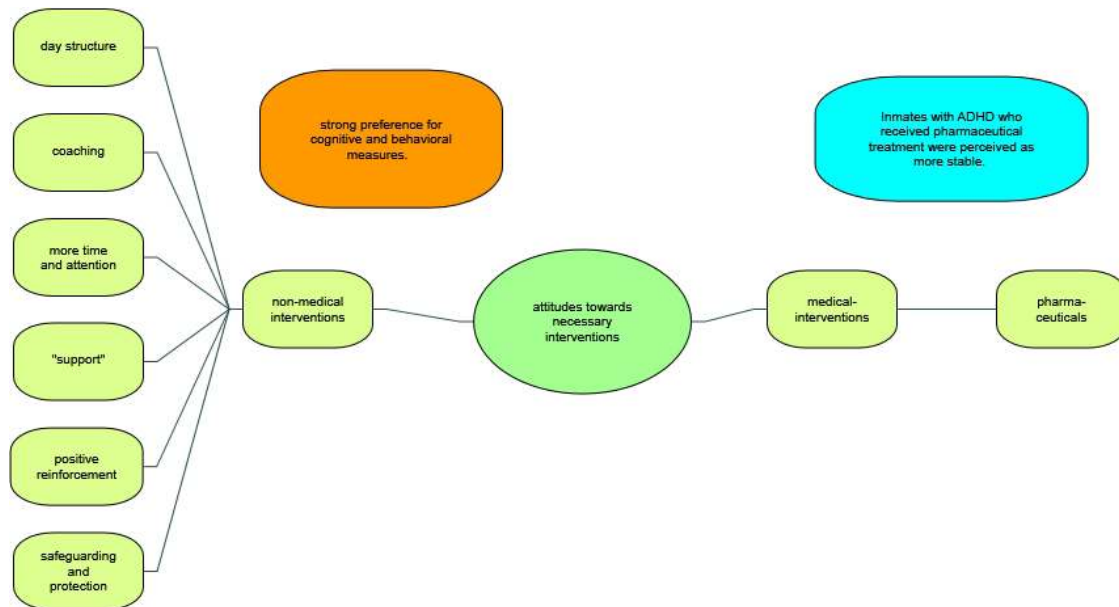 day structure
coaching
more time
and attention
"support"
positive
reinforcement
safeguarding
and
protection
strong preference for
cognitive and behavioral
measures.
non-medical
interventions
attitudes towards
necessary
interventions
Inmates with ADHD who
received pharmaceutical
treatment were perceived as
more stable.
medical-
interventions
pharma-
ceuticals